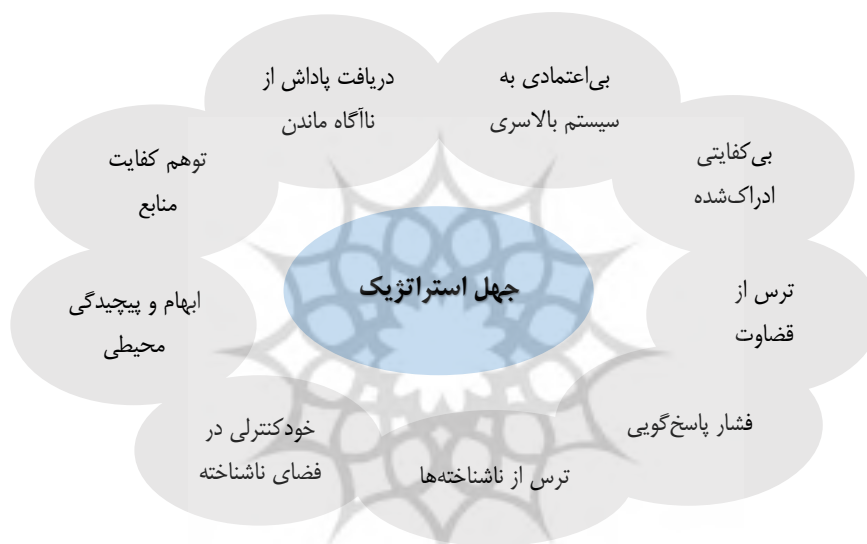 بی‌اعتمادی به
سیستم بالاسری
دریافت پاداش از
ناآگاه ماندن
بی‌کفایتی
ادراک‌شده
توهم کفایت
منابع
جهل استراتژیک
ترس از
قضاوت
ابهام و پیچیدگی
محیطی
فشار پاسخ‌گویی
خودکنترلی در
فضای ناشناخته
ترس از ناشناخته‌ها